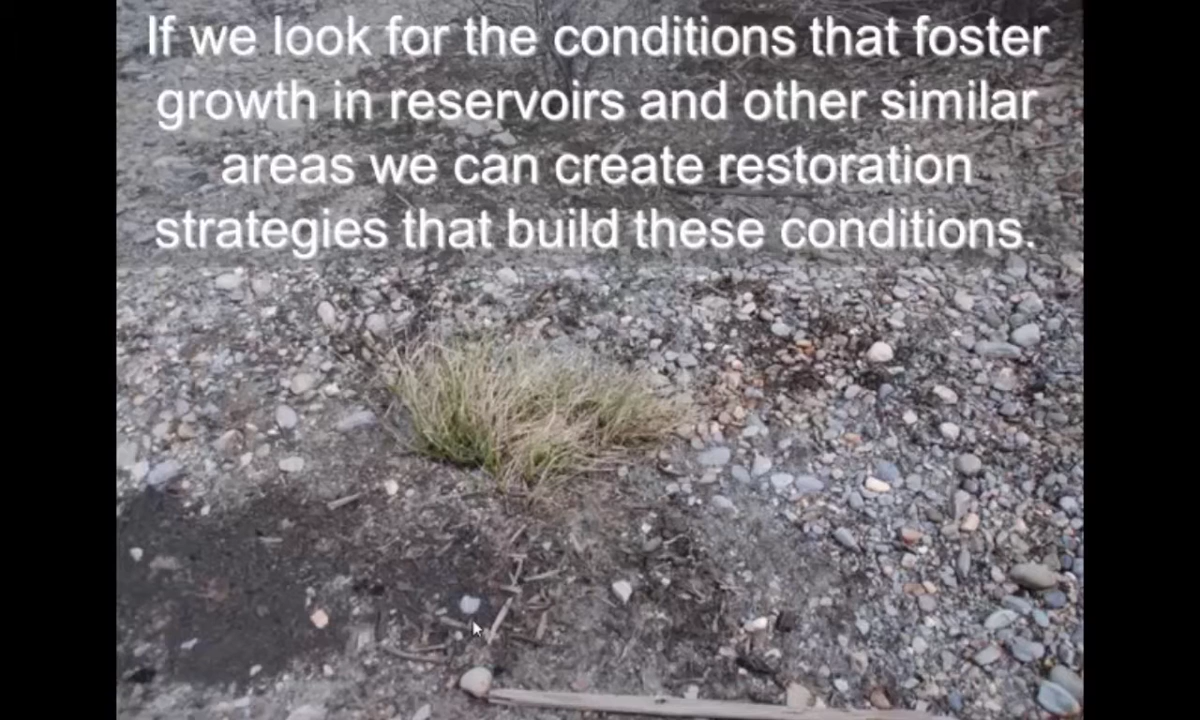 If we look for the conditions that foster
growth in reservoirs and other similar
areas we can create restoration
strategies that build these conditions.